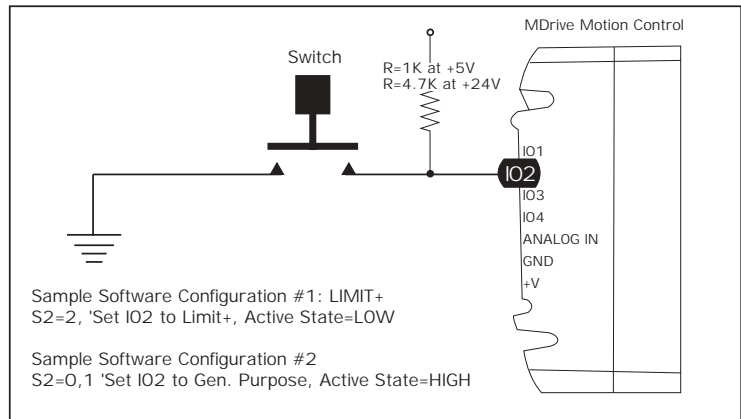 MDrive Motion Control
Switch
R=1K at +5V
R=4.7K at +24V
IO1
IO2
IO3
IO4
ANALOG IN
GND
+V
Sample Software Configuration #1: LIMIT+
S2=2, 'Set IO2 to Limit+, Active State=LOW
Sample Software Configuration #2
S2=0,1 'Set IO2 to Gen. Purpose, Active State=HIGH